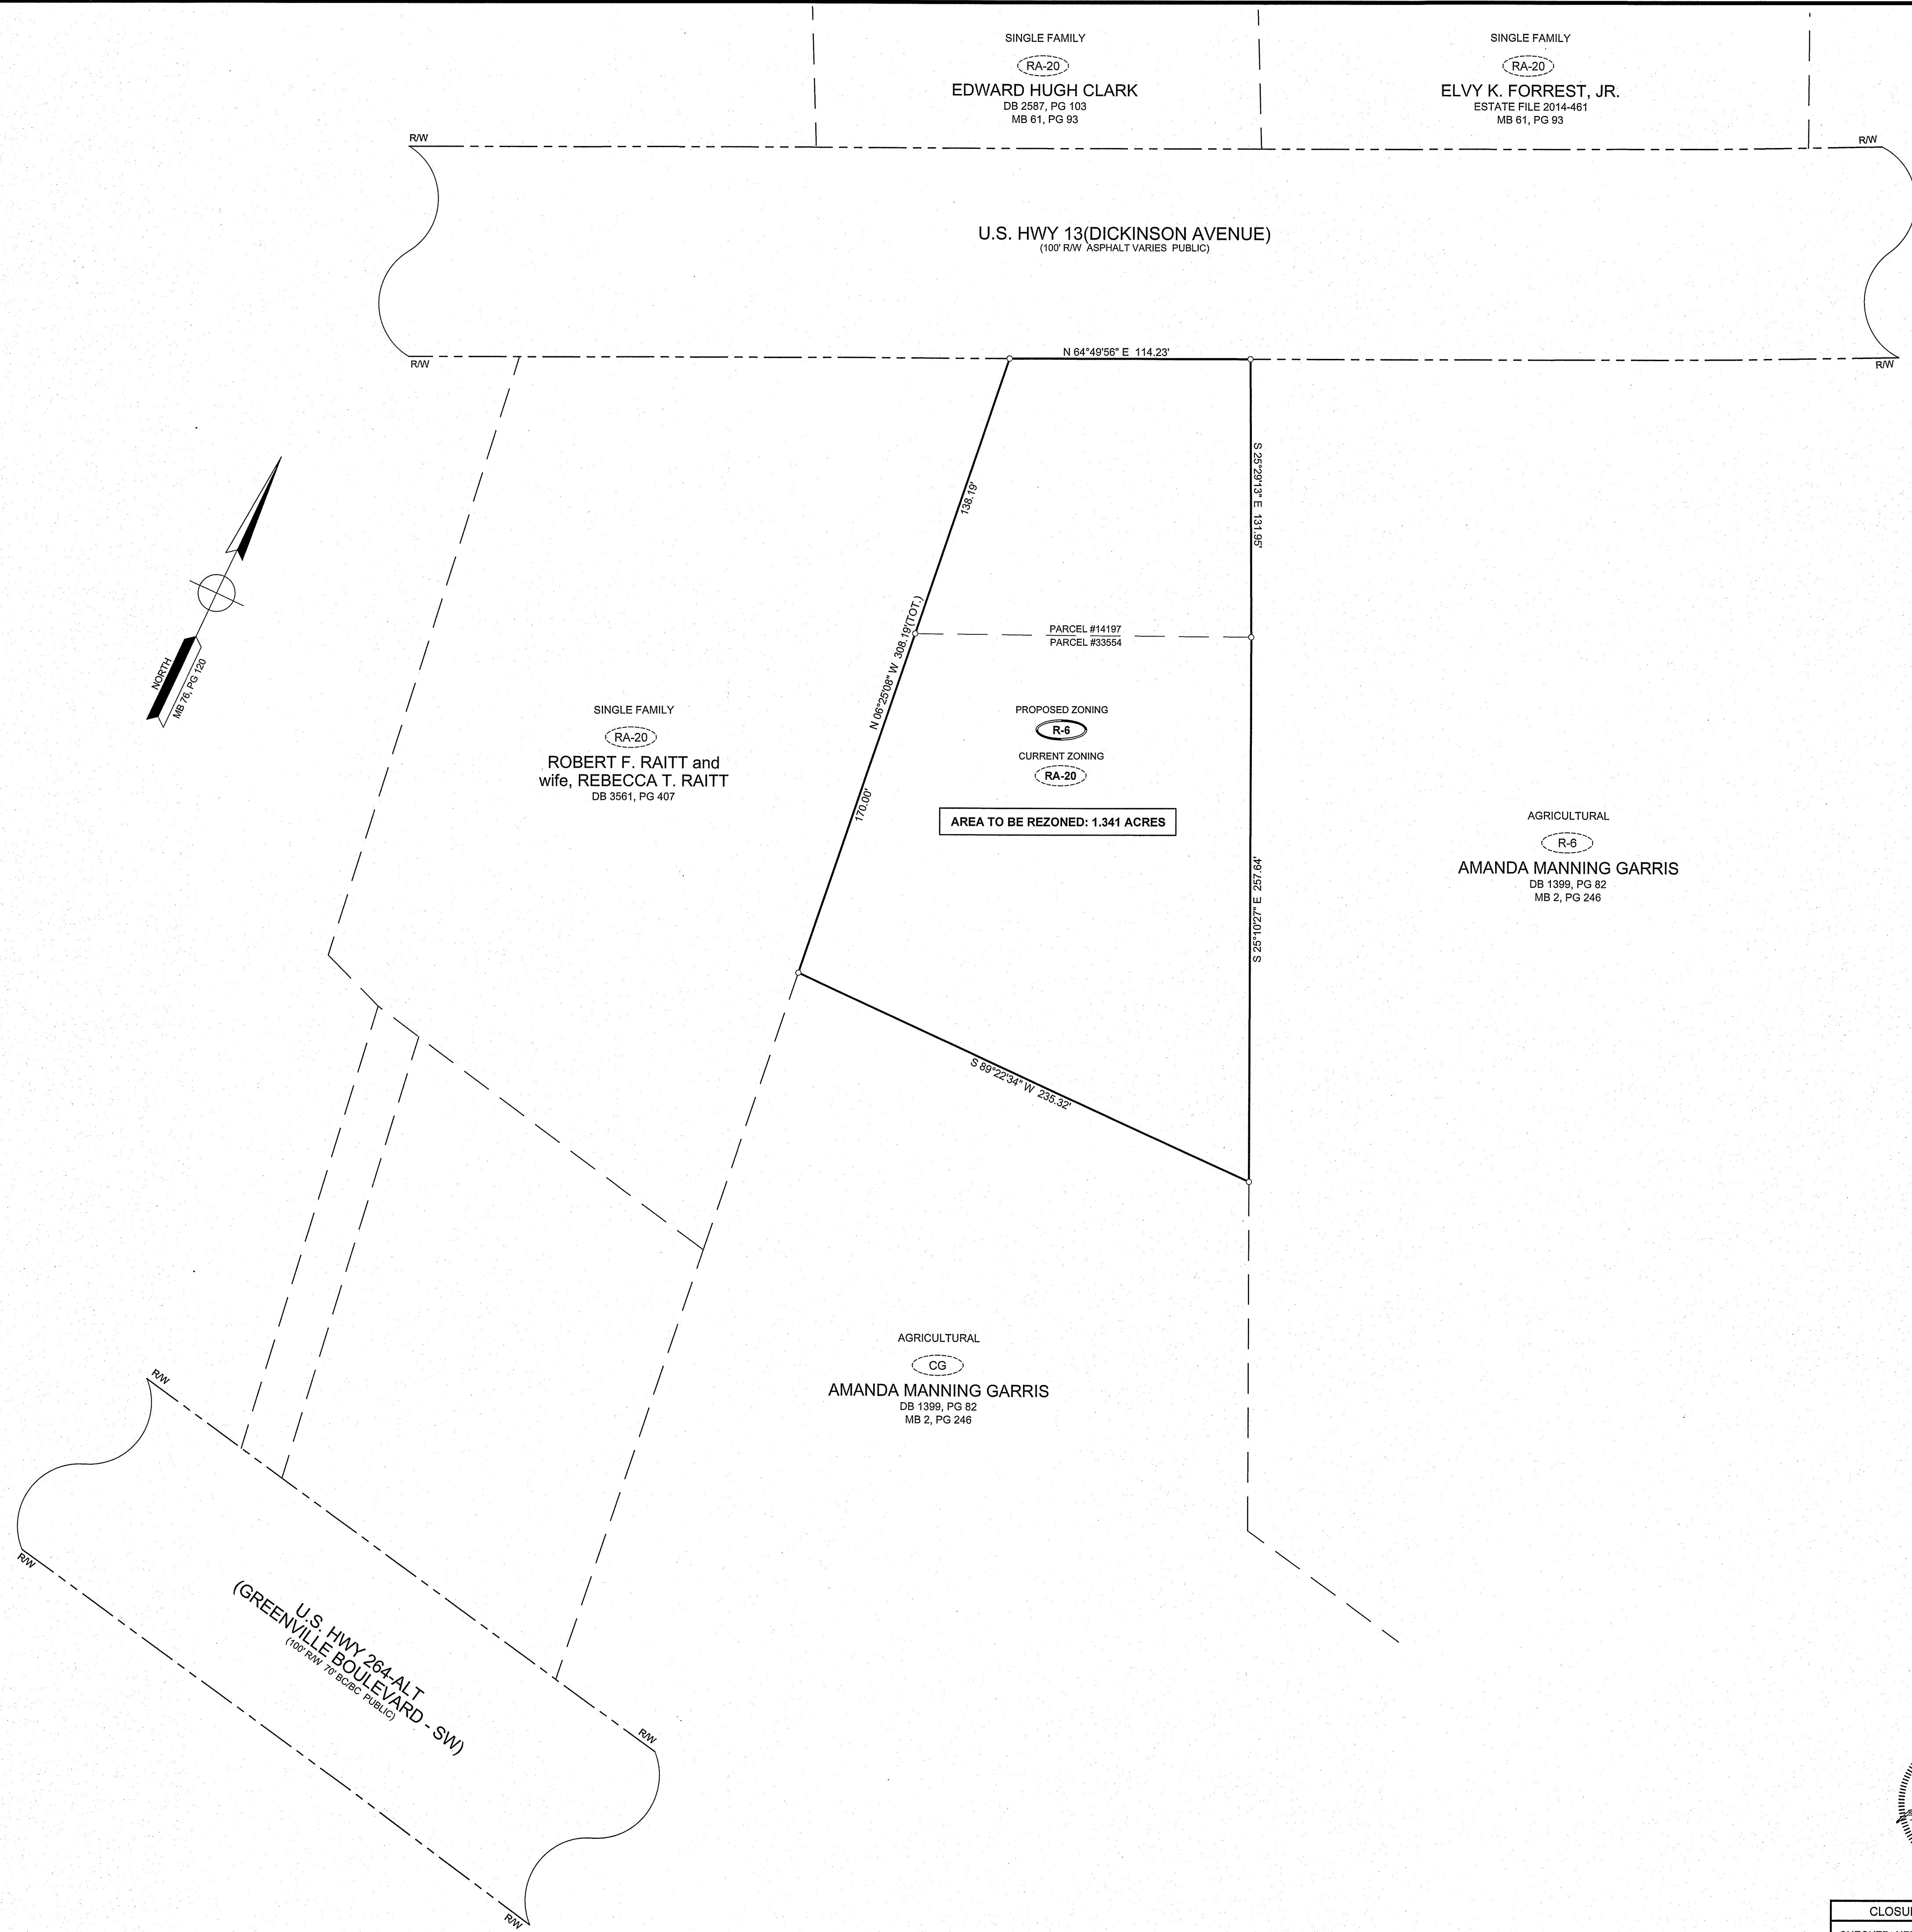 SINGLE FAMILY
RA-20
EDWARD HUGH CLARK
DB 2587, PG 103
MB 61, PG 93
SINGLE FAMILY
RA-20
ELVY K. FORREST, JR.
ESTATE FILE 2014-461
MB 61, PG 93
R/W
R/W
U.S. HWY 13(DICKINSON AVENUE)
(100' R/W ASPHALT VARIES PUBLIC)
R/W
N 64°49'56" E 114.23'
R/W
S 25°29'13" E 131.95'
138.19'
N 06°25'08" W 308.19'(TOT.)
PARCEL #14197
PARCEL #33554
NORTH
MB 76, PG 120
SINGLE FAMILY
RA-20
ROBERT F. RAITT and
wife, REBECCA T. RAITT
DB 3561, PG 407
PROPOSED ZONING
R-6
CURRENT ZONING
RA-20
170.00'
AREA TO BE REZONED: 1.341 ACRES
AGRICULTURAL
R-6
AMANDA MANNING GARRIS
DB 1399, PG 82
MB 2, PG 246
S 25°10'27" E 257.64'
S 89°22'34" W 235.32'
AGRICULTURAL
CG
AMANDA MANNING GARRIS
DB 1399, PG 82
MB 2, PG 246
R/W
R/W
U.S. HWY 264-ALT
(GREENVILLE BOULEVARD - SW)
(100' R/W 70' BC/BC PUBLIC)
R/W
R/W